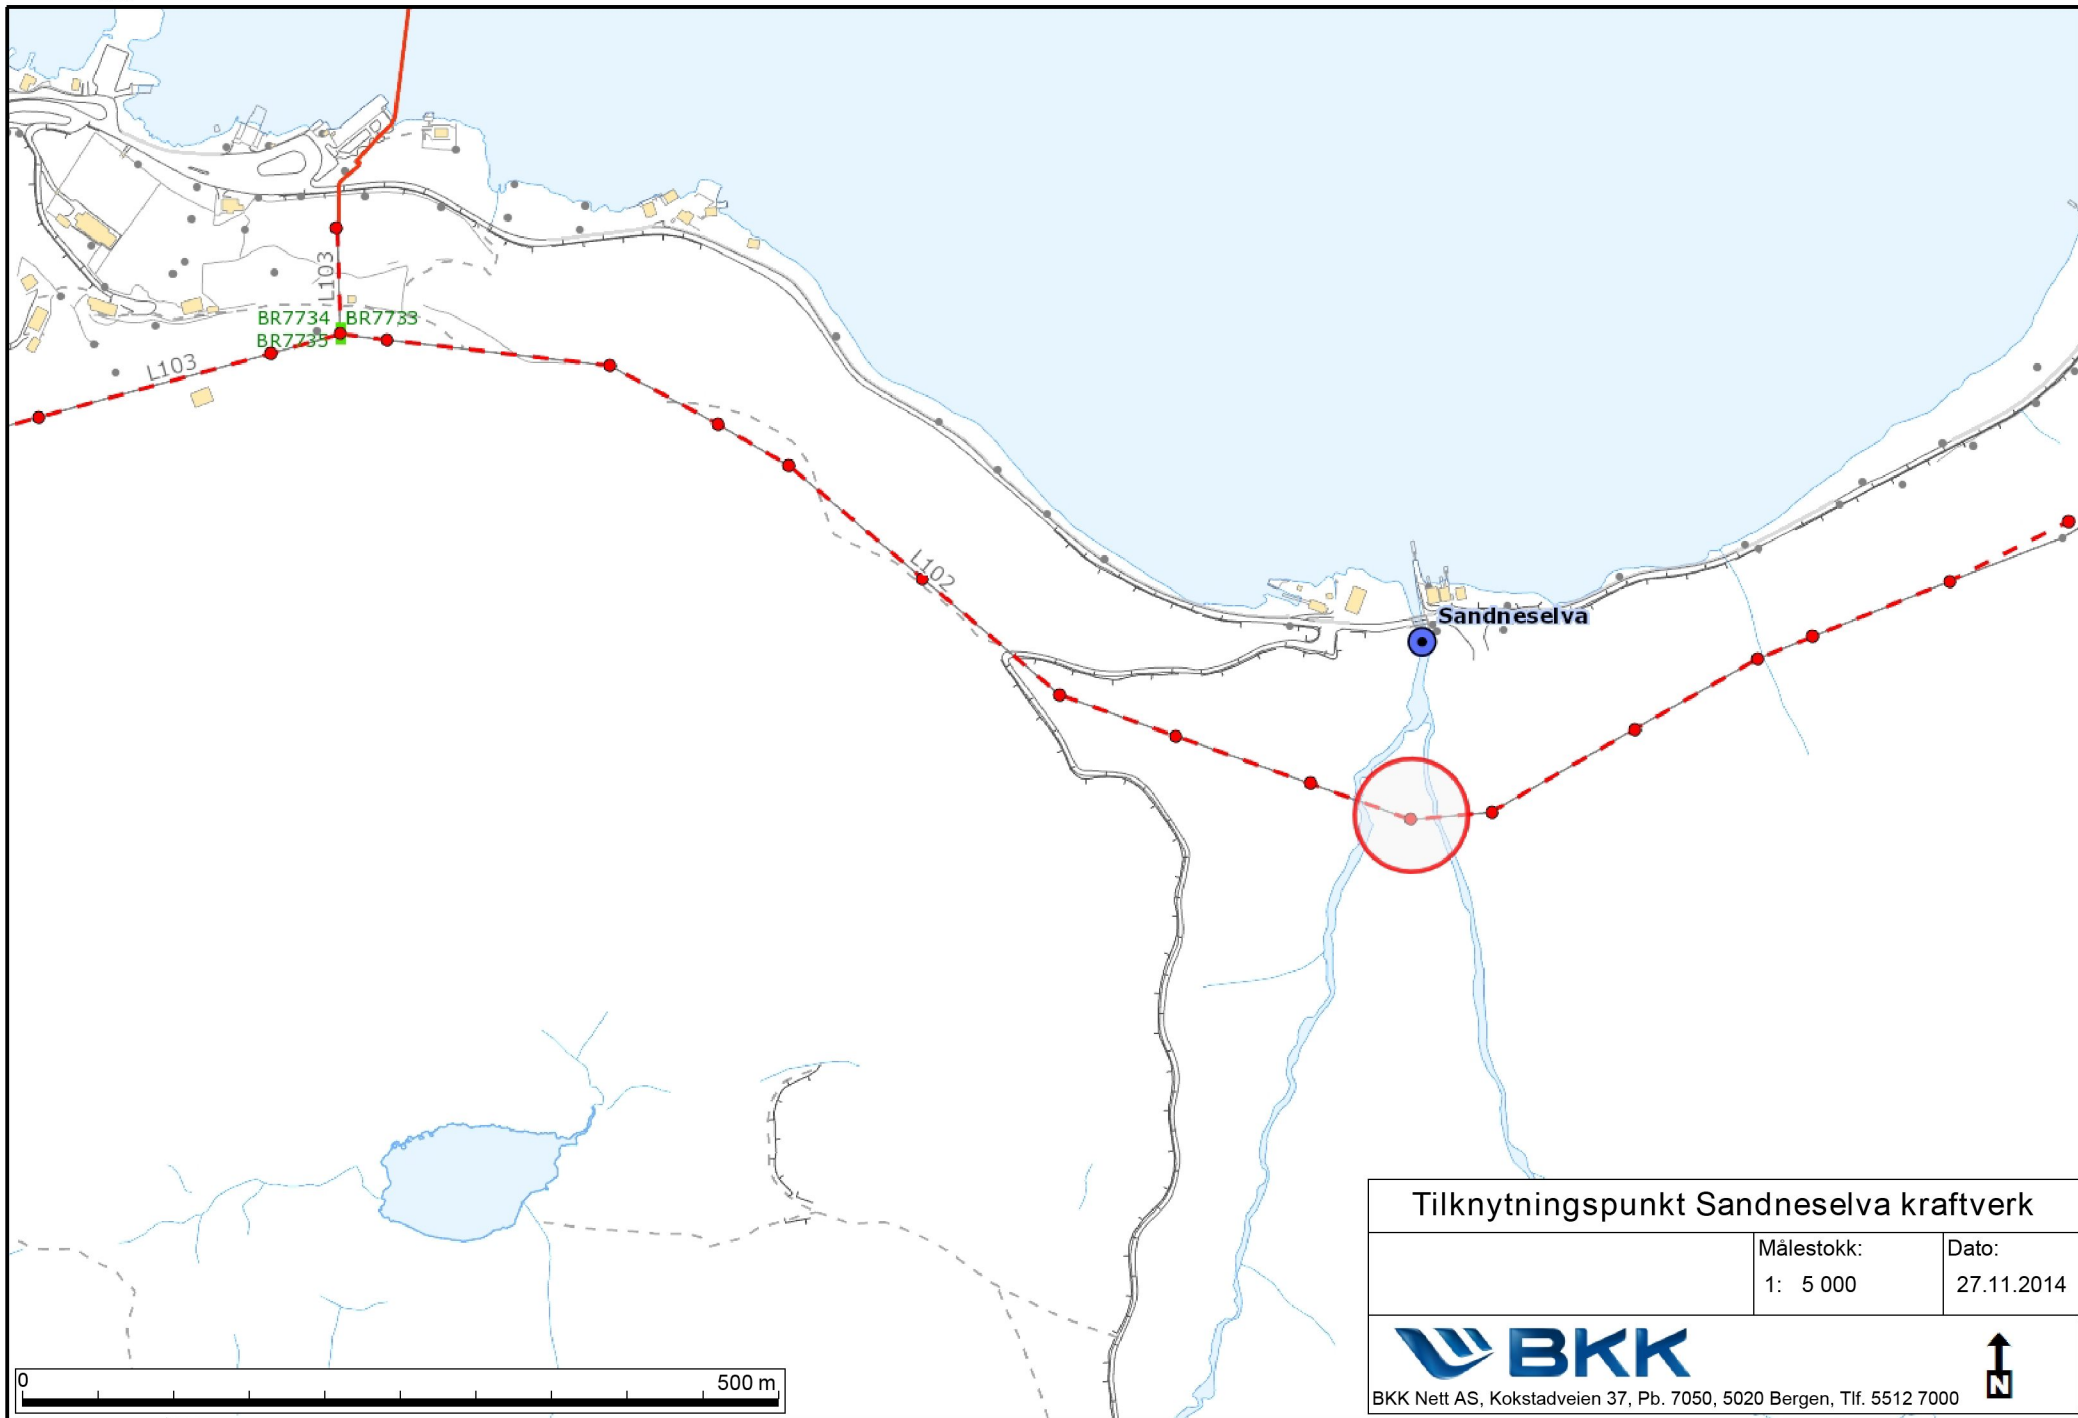 L103
BR7734 BR7733
BR7735
L103
L102
Sandneselva
Tilknytningspunkt Sandneselva kraftverk
Målestokk:
1: 5 000
Dato:
27.11.2014
BKK
BKK Nett AS, Kokstadveien 37, Pb. 7050, 5020 Bergen, Tlf. 5512 7000
N
0
500 m